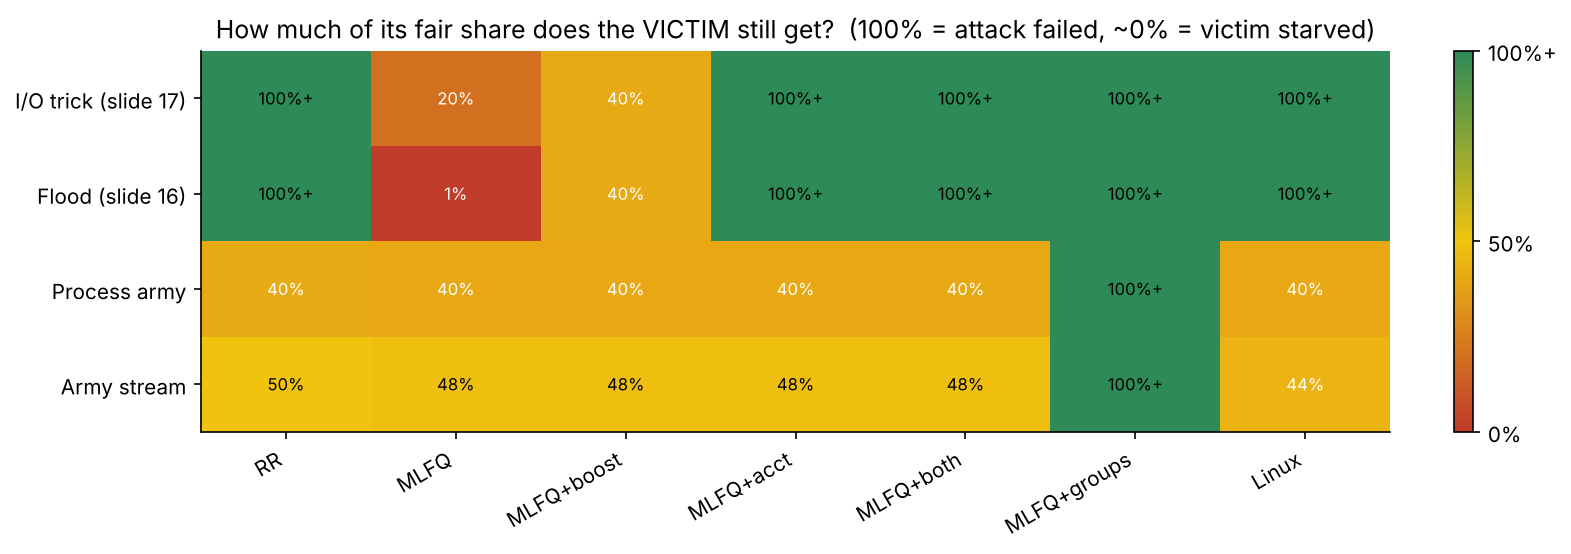 How much of its fair share does the VICTIM still get?  (100% = attack failed, ~0% = victim starved)
I/O trick (slide 17) 100%+ 20% 40% 100%+ 100%+ 100%+ 100%+
Flood (slide 16) 100%+ 1% 40% 100%+ 100%+ 100%+ 100%+
Process army 40% 40% 40% 40% 40% 100%+ 40%
Army stream 50% 48% 48% 48% 48% 100%+ 44%
RR MLFQ MLFQ+boost MLFQ+acct MLFQ+both MLFQ+groups Linux
100%+
50%
0%